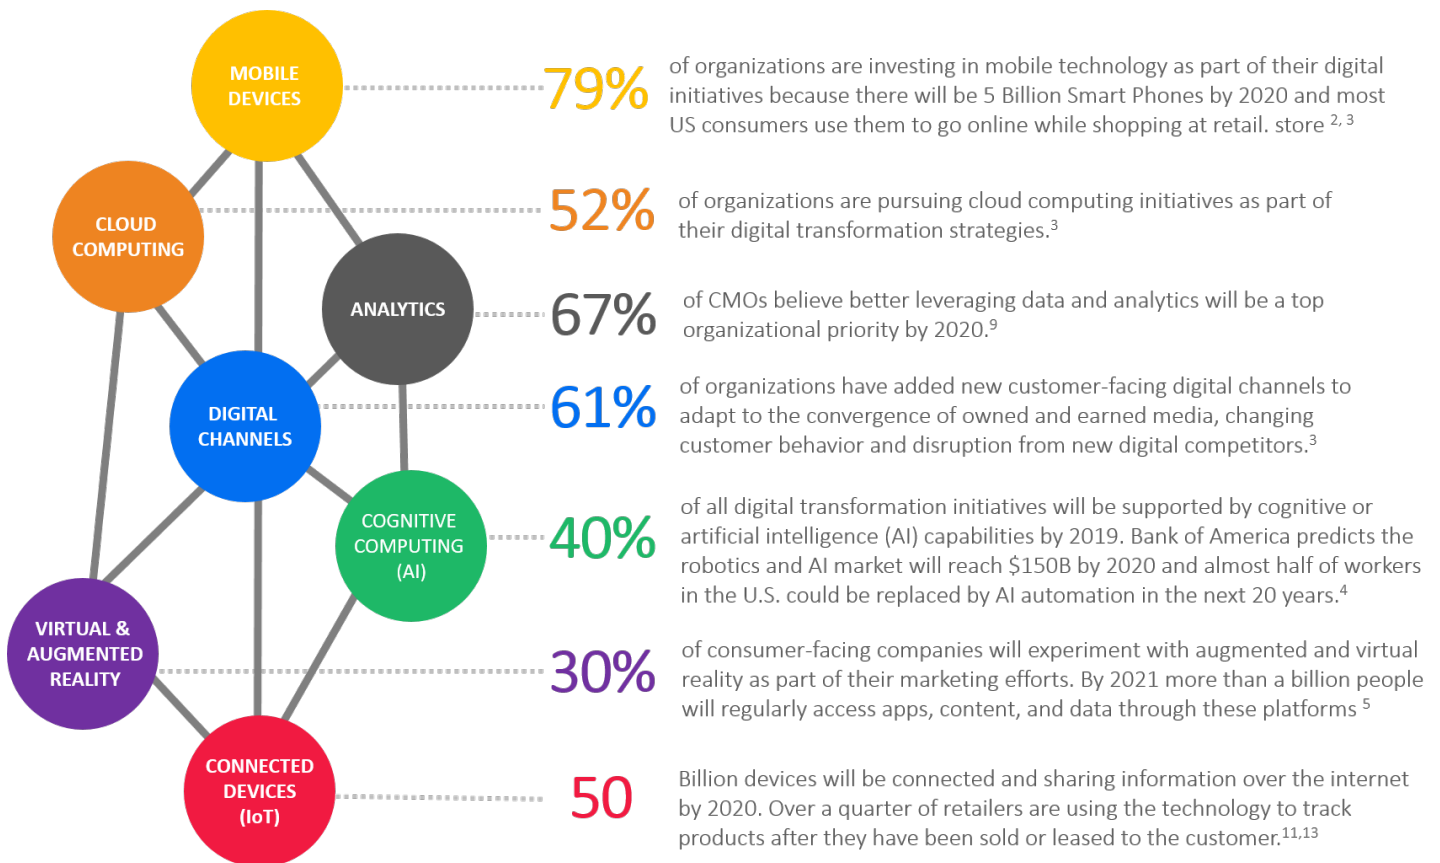 MOBILE
DEVICES
79%
of organizations are investing in mobile technology as part of their digital
initiatives because there will be 5 Billion Smart Phones by 2020 and most
US consumers use them to go online while shopping at retail. store 2, 3
CLOUD
COMPUTING
52%
of organizations are pursuing cloud computing initiatives as part of
their digital transformation strategies.3
ANALYTICS
67%
of CMOs believe better leveraging data and analytics will be a top
organizational priority by 2020.9
DIGITAL
CHANNELS
61%
of organizations have added new customer-facing digital channels to
adapt to the convergence of owned and earned media, changing
customer behavior and disruption from new digital competitors.3
COGNITIVE
COMPUTING
(AI)
40%
of all digital transformation initiatives will be supported by cognitive or
artificial intelligence (AI) capabilities by 2019. Bank of America predicts the
robotics and AI market will reach $150B by 2020 and almost half of workers
in the U.S. could be replaced by AI automation in the next 20 years.4
VIRTUAL &
AUGMENTED
REALITY
30%
of consumer-facing companies will experiment with augmented and virtual
reality as part of their marketing efforts. By 2021 more than a billion people
will regularly access apps, content, and data through these platforms 5
CONNECTED
DEVICES
(IoT)
50
Billion devices will be connected and sharing information over the internet
by 2020. Over a quarter of retailers are using the technology to track
products after they have been sold or leased to the customer.11,13